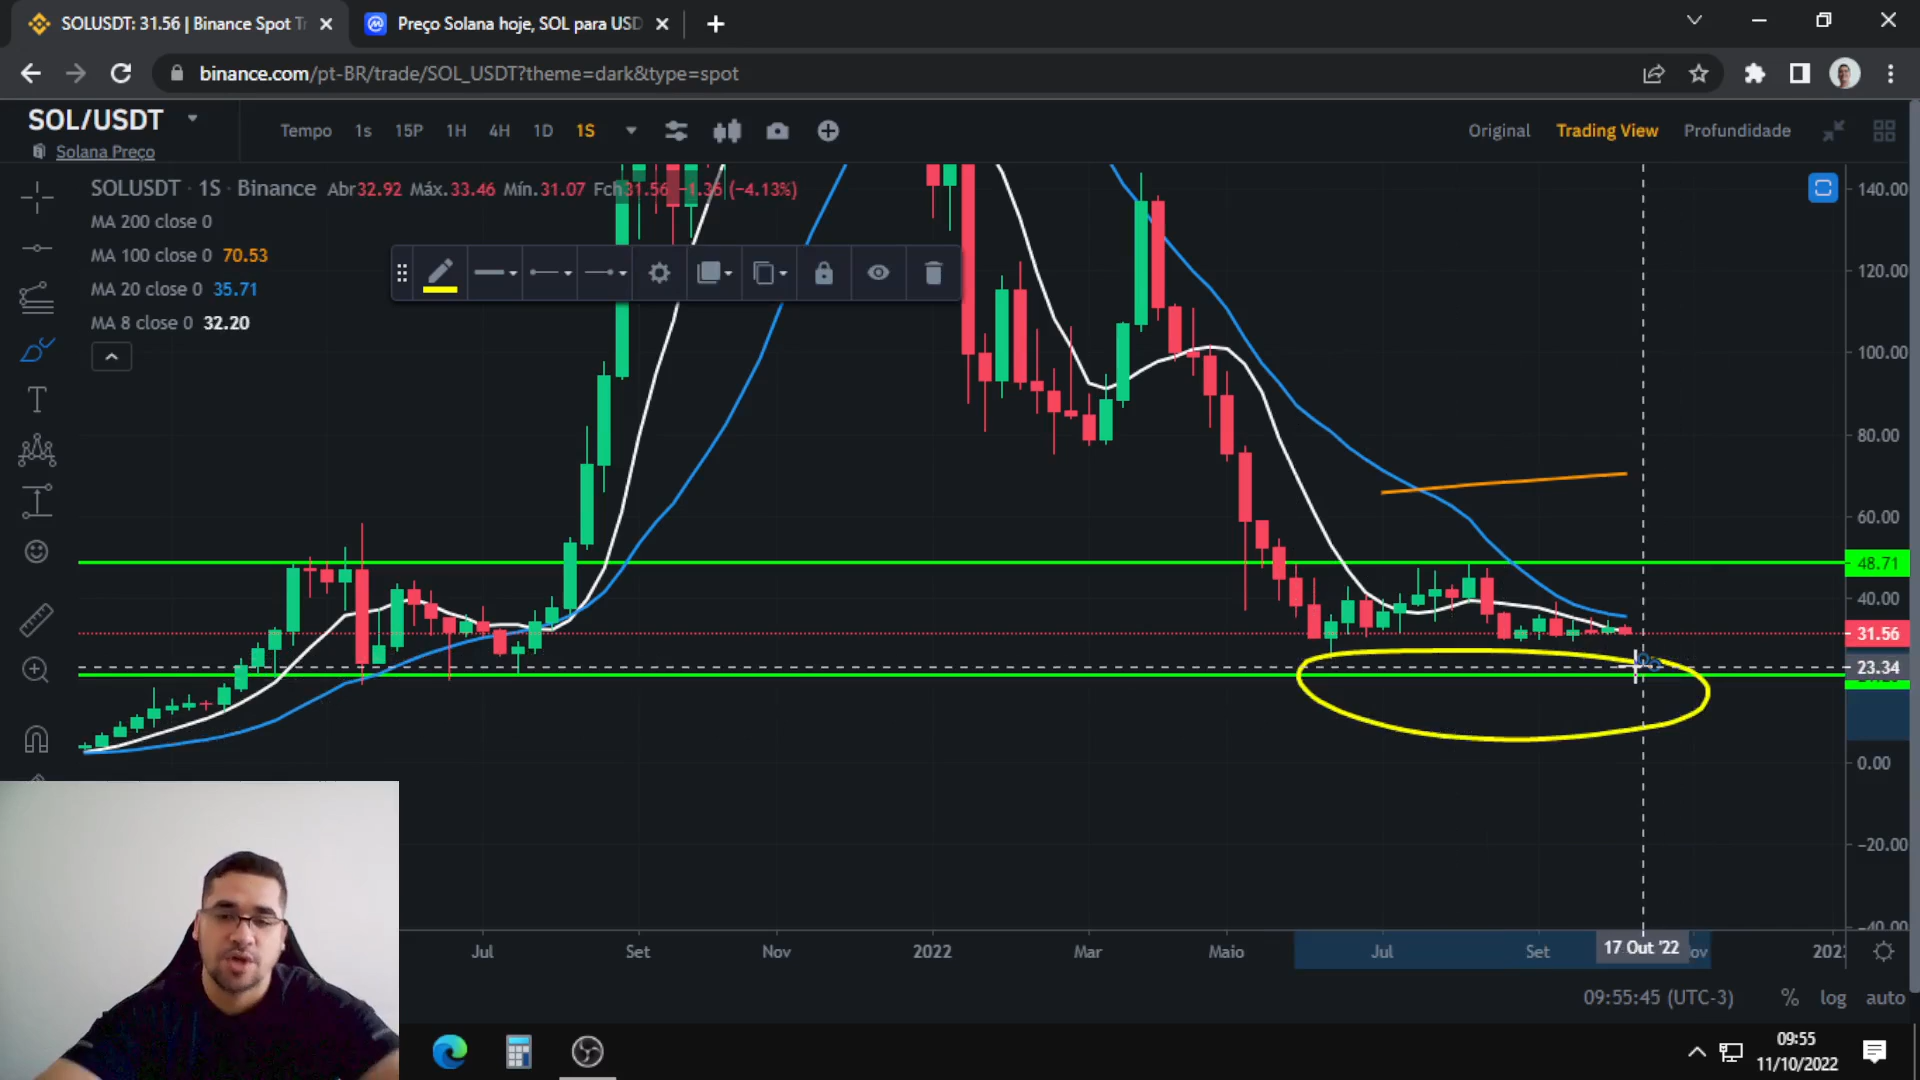 SOLUSDT: 31.56 | Binance Spot Tr
Preço Solana hoje, SOL para USD
binance.com/pt-BR/trade/SOL_USDT?theme=dark&type=spot
SOL/USDT
Solana Preço
Tempo 1s 15P 1H 4H 1D 1S
Original Trading View Profundidade
SOLUSDT · 1S · Binance Abr32.92 Máx.33.46 Mín.31.07 Fch31.56 −1.36 (−4.13%)
MA 200 close 0
MA 100 close 0 70.53
MA 20 close 0 35.71
MA 8 close 0 32.20
140.00
120.00
100.00
80.00
60.00
48.71
40.00
31.56
23.34
0.00
−20.00
−40.00
Jul Set Nov 2022 Mar Maio Jul Set 17 Out '22 ov 202
09:55:45 (UTC-3) % log auto
09:55
11/10/2022